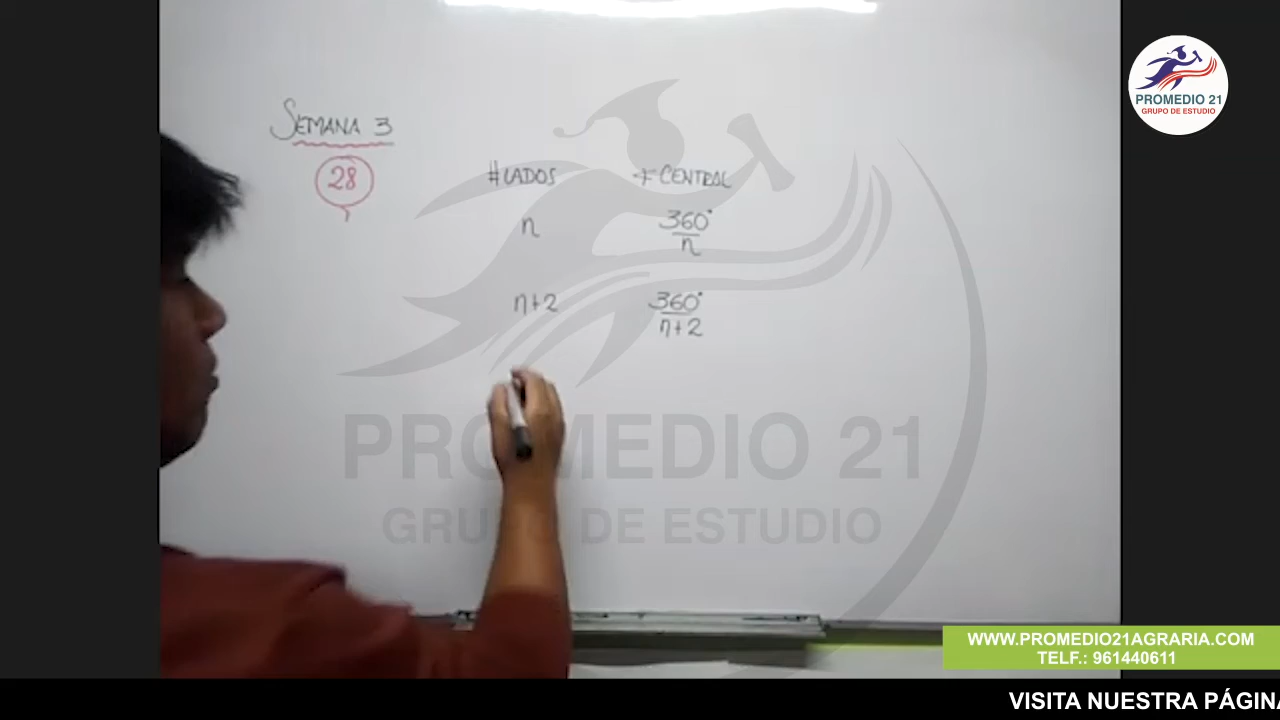 SEMANA 3
28
# LADOS ∢ CENTRAL
n 360°/n
n+2 360°/n+2
PROMEDIO 21
GRUPO DE ESTUDIO
PROMEDIO 21
GRUPO DE ESTUDIO
WWW.PROMEDIO21AGRARIA.COM
TELF.: 961440611
VISITA NUESTRA PÁGINA